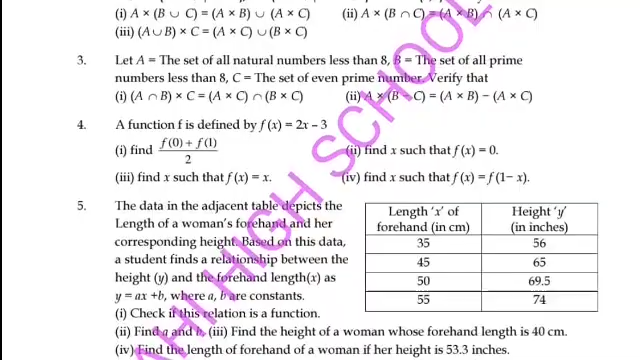 (i) A × (B ∪ C) = (A × B) ∪ (A × C) (ii) A × (B ∩ C) = (A × B) ∩ (A × C)
(iii) (A ∪ B) × C = (A × C) ∪ (B × C)
3. Let A = The set of all natural numbers less than 8, B = The set of all prime
numbers less than 8, C = The set of even prime number. Verify that
(i) (A ∩ B) × C = (A × C) ∩ (B × C) (ii) A × (B − C) = (A × B) − (A × C)
4. A function f is defined by f(x) = 2x – 3
(i) find (f(0) + f(1))/2 (ii) find x such that f(x) = 0.
(iii) find x such that f(x) = x. (iv) find x such that f(x) = f(1− x).
5. The data in the adjacent table depicts the
Length of a woman's forehand and her
corresponding height. Based on this data,
a student finds a relationship between the
height (y) and the forehand length(x) as
y = ax +b, where a, b are constants.
(i) Check if this relation is a function.
(ii) Find a and b. (iii) Find the height of a woman whose forehand length is 40 cm.
(iv) Find the length of forehand of a woman if her height is 53.3 inches.
Length 'x' of forehand (in cm) Height 'y' (in inches)
35 56
45 65
50 69.5
55 74
AHI HIGH SCHOOL